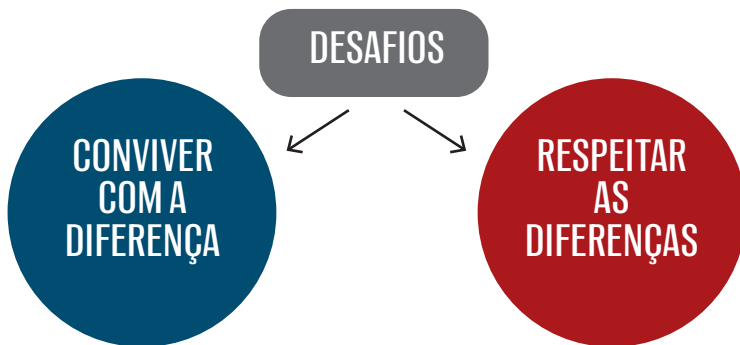 DESAFIOS
CONVIVER
COM A
DIFERENÇA
RESPEITAR
AS
DIFERENÇAS